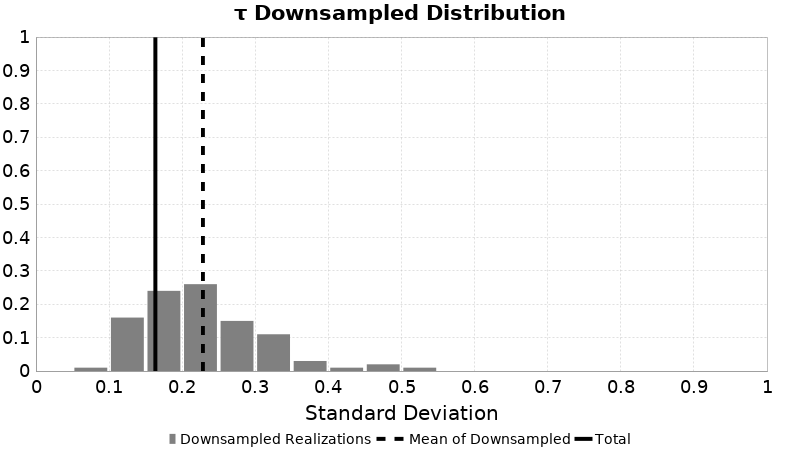 τ Downsampled Distribution
1
0.9
0.8
0.7
0.6
0.5
0.4
0.3
0.2
0.1
0
0 0.1 0.2 0.3 0.4 0.5 0.6 0.7 0.8 0.9 1
Standard Deviation
Downsampled Realizations Mean of Downsampled Total